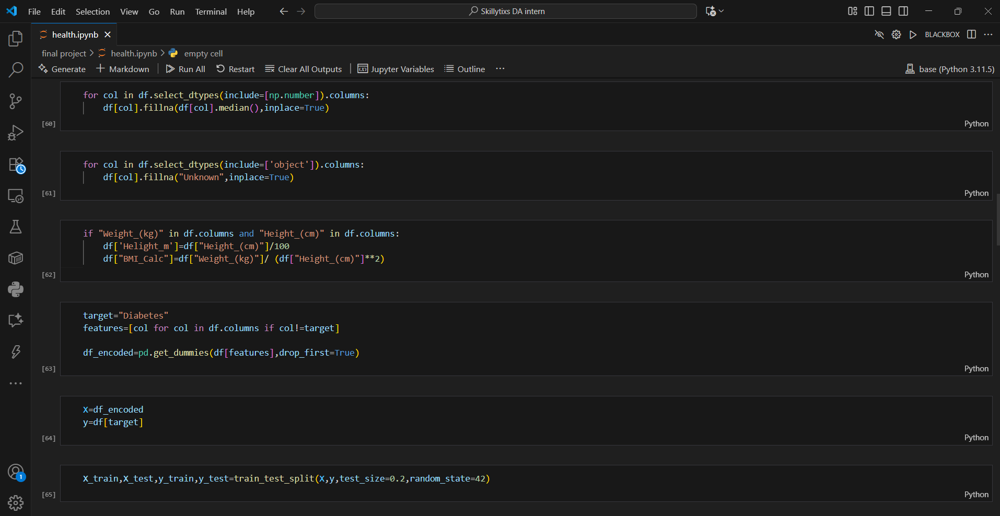 File Edit Selection View Go Run Terminal Help
Skillytixs DA intern
health.ipynb
BLACKBOX
final project > health.ipynb > empty cell
Generate + Markdown | Run All Restart Clear All Outputs | Jupyter Variables Outline ...
base (Python 3.11.5)
for col in df.select_dtypes(include=[np.number]).columns:
    df[col].fillna(df[col].median(),inplace=True)
[60]
Python
for col in df.select_dtypes(include=['object']).columns:
    df[col].fillna("Unknown",inplace=True)
[61]
Python
if "Weight_(kg)" in df.columns and "Height_(cm)" in df.columns:
    df['Helight_m']=df["Height_(cm)"]/100
    df["BMI_Calc"]=df["Weight_(kg)"]/ (df["Height_(cm)"]**2)
[62]
Python
target="Diabetes"
features=[col for col in df.columns if col!=target]
df_encoded=pd.get_dummies(df[features],drop_first=True)
[63]
Python
X=df_encoded
y=df[target]
[64]
Python
X_train,X_test,y_train,y_test=train_test_split(X,y,test_size=0.2,random_state=42)
[65]
Python
1